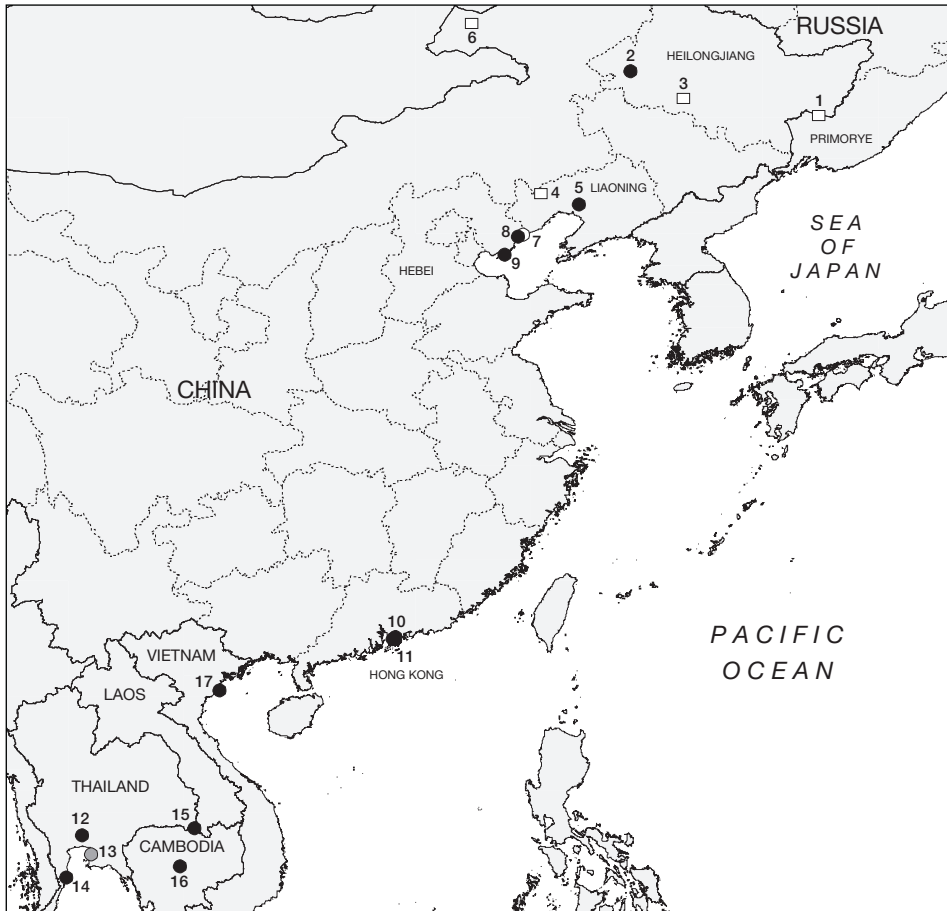 RUSSIA
6
HEILONGJIANG
2
3
1
PRIMORYE
4
5
LIAONING
8
7
9
HEBEI
SEA
OF
JAPAN
CHINA
10
11
HONG KONG
PACIFIC
OCEAN
VIETNAM
17
LAOS
THAILAND
12
15
CAMBODIA
13
16
14